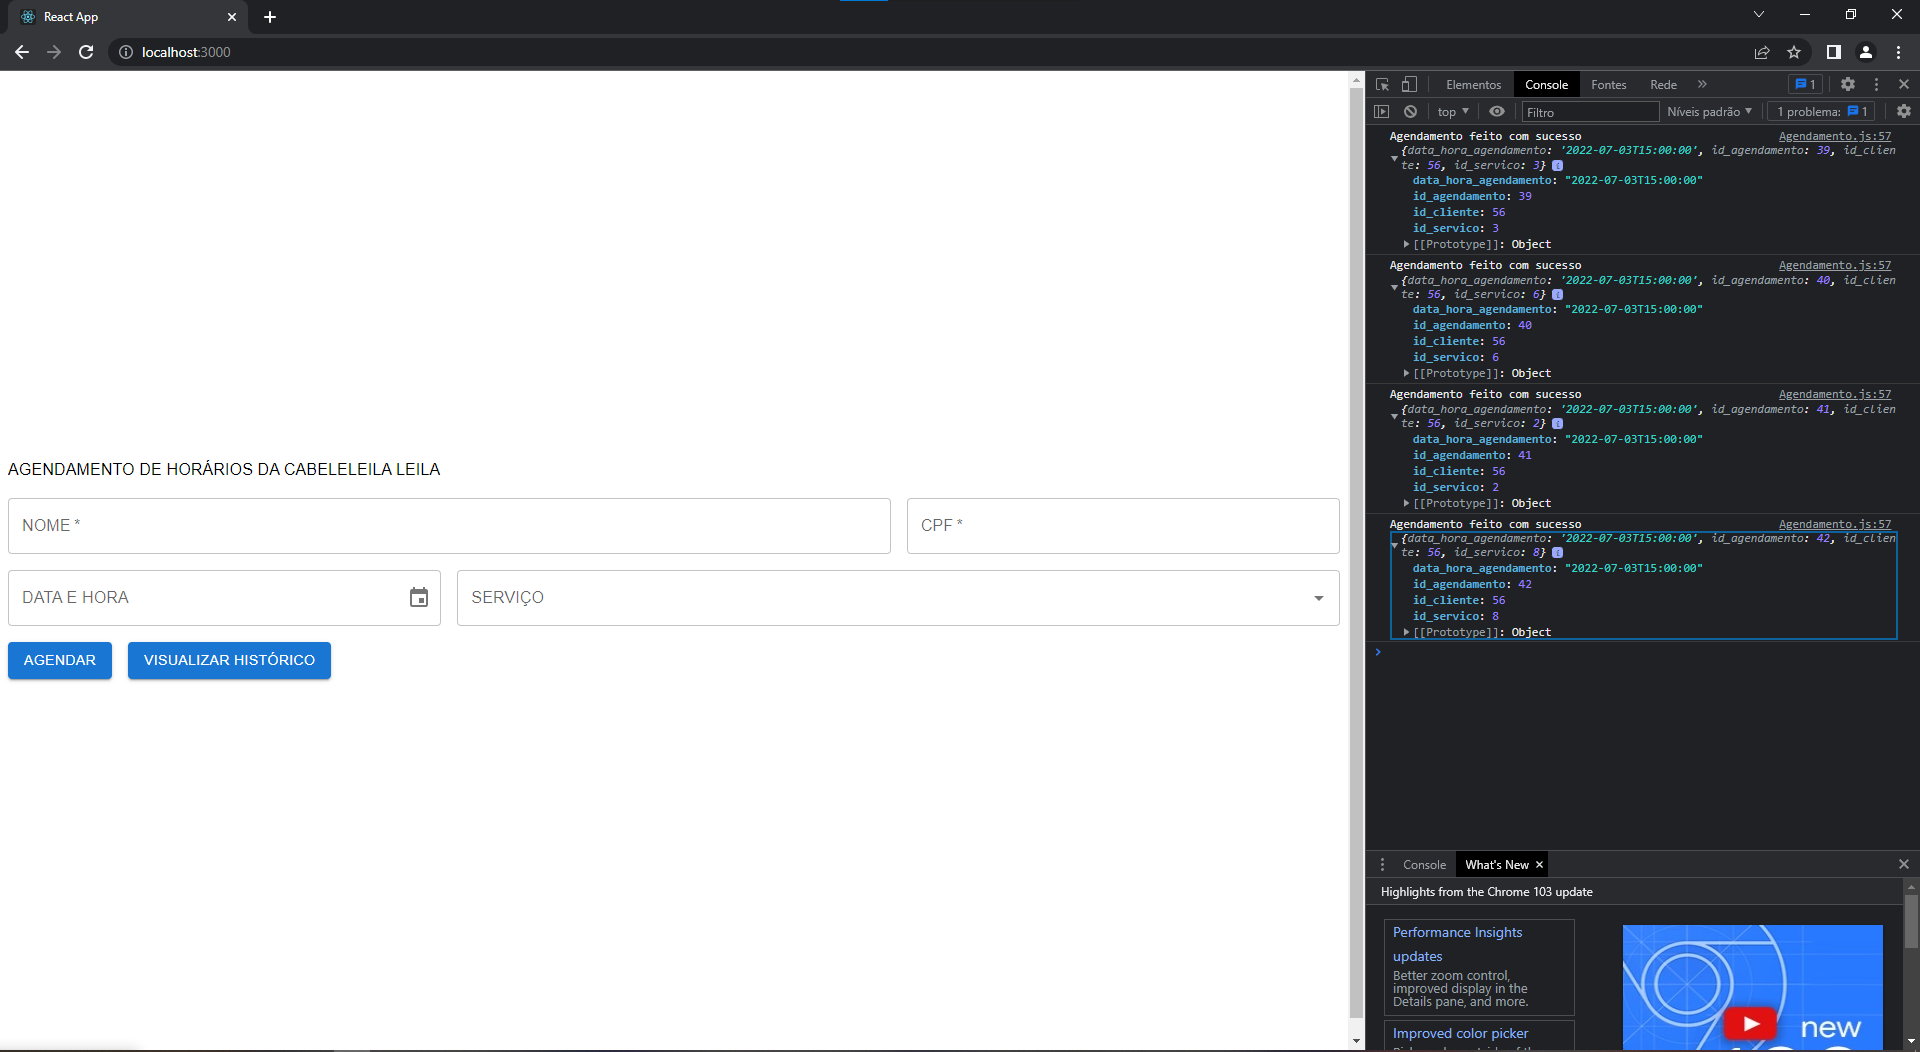 React App
localhost:3000
AGENDAMENTO DE HORÁRIOS DA CABELELEILA LEILA
NOME *
CPF *
DATA E HORA
SERVIÇO
AGENDAR
VISUALIZAR HISTÓRICO
Elementos Console Fontes Rede » 1
top Filtro Níveis padrão 1 problema: 1
Agendamento feito com sucesso Agendamento.js:57
{data_hora_agendamento: '2022-07-03T15:00:00', id_agendamento: 39, id_clien
te: 56, id_servico: 3} i
data_hora_agendamento: "2022-07-03T15:00:00"
id_agendamento: 39
id_cliente: 56
id_servico: 3
[[Prototype]]: Object
Agendamento feito com sucesso Agendamento.js:57
{data_hora_agendamento: '2022-07-03T15:00:00', id_agendamento: 40, id_clien
te: 56, id_servico: 6} i
data_hora_agendamento: "2022-07-03T15:00:00"
id_agendamento: 40
id_cliente: 56
id_servico: 6
[[Prototype]]: Object
Agendamento feito com sucesso Agendamento.js:57
{data_hora_agendamento: '2022-07-03T15:00:00', id_agendamento: 41, id_clien
te: 56, id_servico: 2} i
data_hora_agendamento: "2022-07-03T15:00:00"
id_agendamento: 41
id_cliente: 56
id_servico: 2
[[Prototype]]: Object
Agendamento feito com sucesso Agendamento.js:57
{data_hora_agendamento: '2022-07-03T15:00:00', id_agendamento: 42, id_clien
te: 56, id_servico: 8} i
data_hora_agendamento: "2022-07-03T15:00:00"
id_agendamento: 42
id_cliente: 56
id_servico: 8
[[Prototype]]: Object
Console What's New
Highlights from the Chrome 103 update
Performance Insights
updates
Better zoom control,
improved display in the
Details pane, and more.
Improved color picker
new